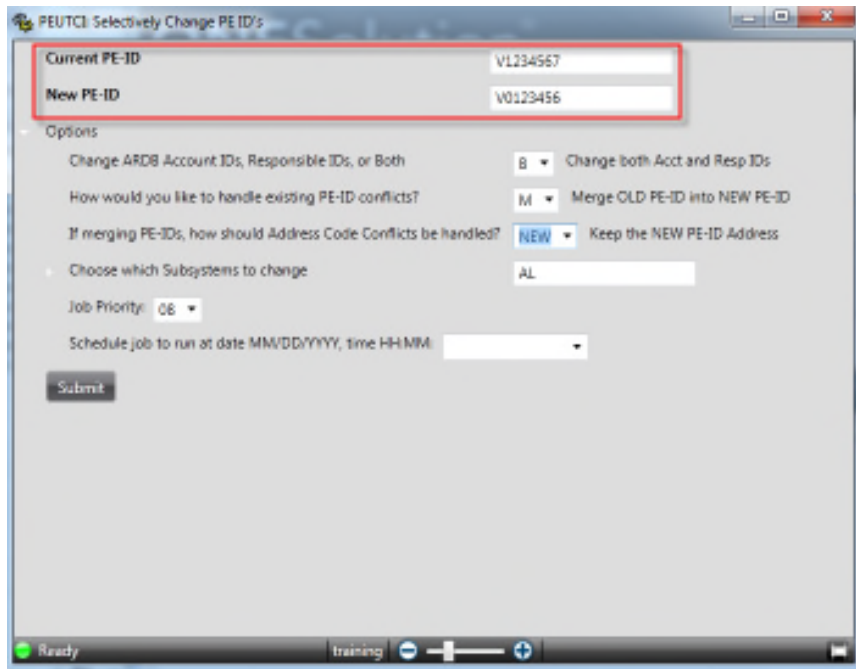 PEUTCI: Selectively Change PE ID's
Current PE-ID V1234567
New PE-ID V0123456
Options
Change ARDB Account IDs, Responsible IDs, or Both B Change both Acct and Resp IDs
How would you like to handle existing PE-ID conflicts? M Merge OLD PE-ID into NEW PE-ID
If merging PE-IDs, how should Address Code Conflicts be handled? NEW Keep the NEW PE-ID Address
Choose which Subsystems to change AL
Job Priority: 08
Schedule job to run at date MM/DD/YYYY, time HH:MM:
Submit
Ready training